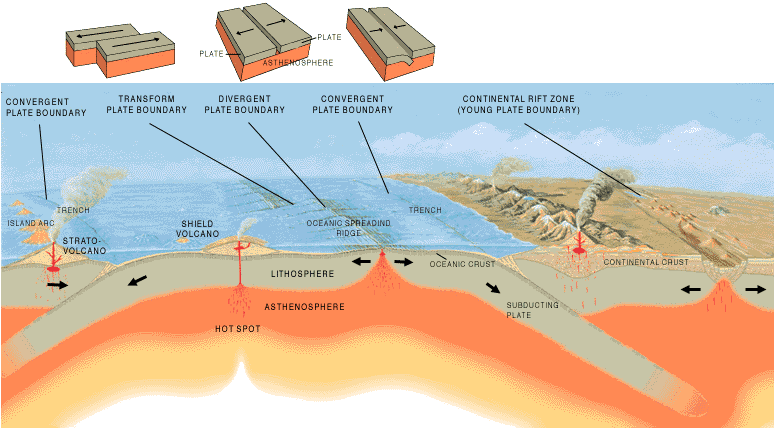 PLATE
PLATE
ASTHENOSPHERE
CONVERGENT
PLATE BOUNDARY
TRANSFORM
PLATE BOUNDARY
DIVERGENT
PLATE BOUNDARY
CONVERGENT
PLATE BOUNDARY
CONTINENTAL RIFT ZONE
(YOUNG PLATE BOUNDARY)
TRENCH
ISLAND ARC
STRATO-
VOLCANO
SHIELD
VOLCANO
OCEANIC SPREADING
RIDGE
TRENCH
OCEANIC CRUST
CONTINENTAL CRUST
LITHOSPHERE
ASTHENOSPHERE
SUBDUCTING
PLATE
HOT SPOT